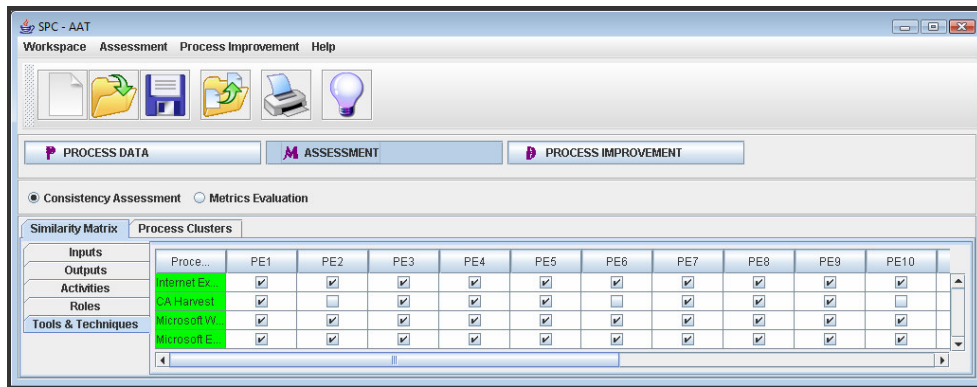 SPC - AAT
Workspace Assessment Process Improvement Help
P PROCESS DATA M ASSESSMENT PROCESS IMPROVEMENT
Consistency Assessment Metrics Evaluation
Similarity Matrix Process Clusters
Inputs
Outputs
Activities
Roles
Tools & Techniques
Proce... PE1 PE2 PE3 PE4 PE5 PE6 PE7 PE8 PE9 PE10
Internet Ex...
CA Harvest
Microsoft W...
Microsoft E...